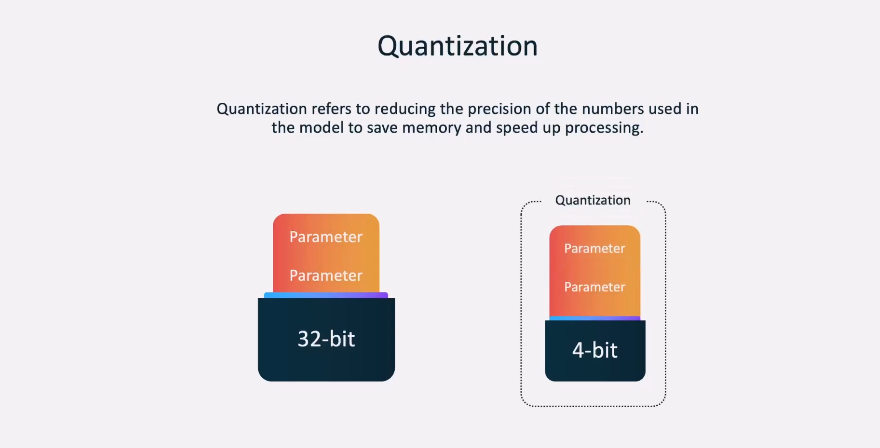 Quantization
Quantization refers to reducing the precision of the numbers used in
the model to save memory and speed up processing.
Parameter
Parameter
32-bit
Quantization
Parameter
Parameter
4-bit